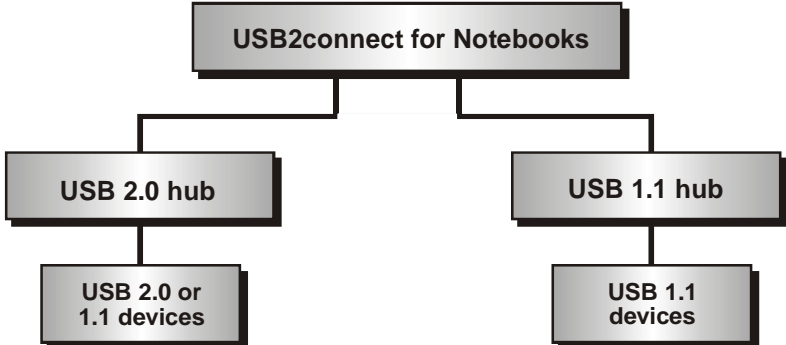 USB2connect for Notebooks
USB 2.0 hub
USB 1.1 hub
USB 2.0 or
1.1 devices
USB 1.1
devices